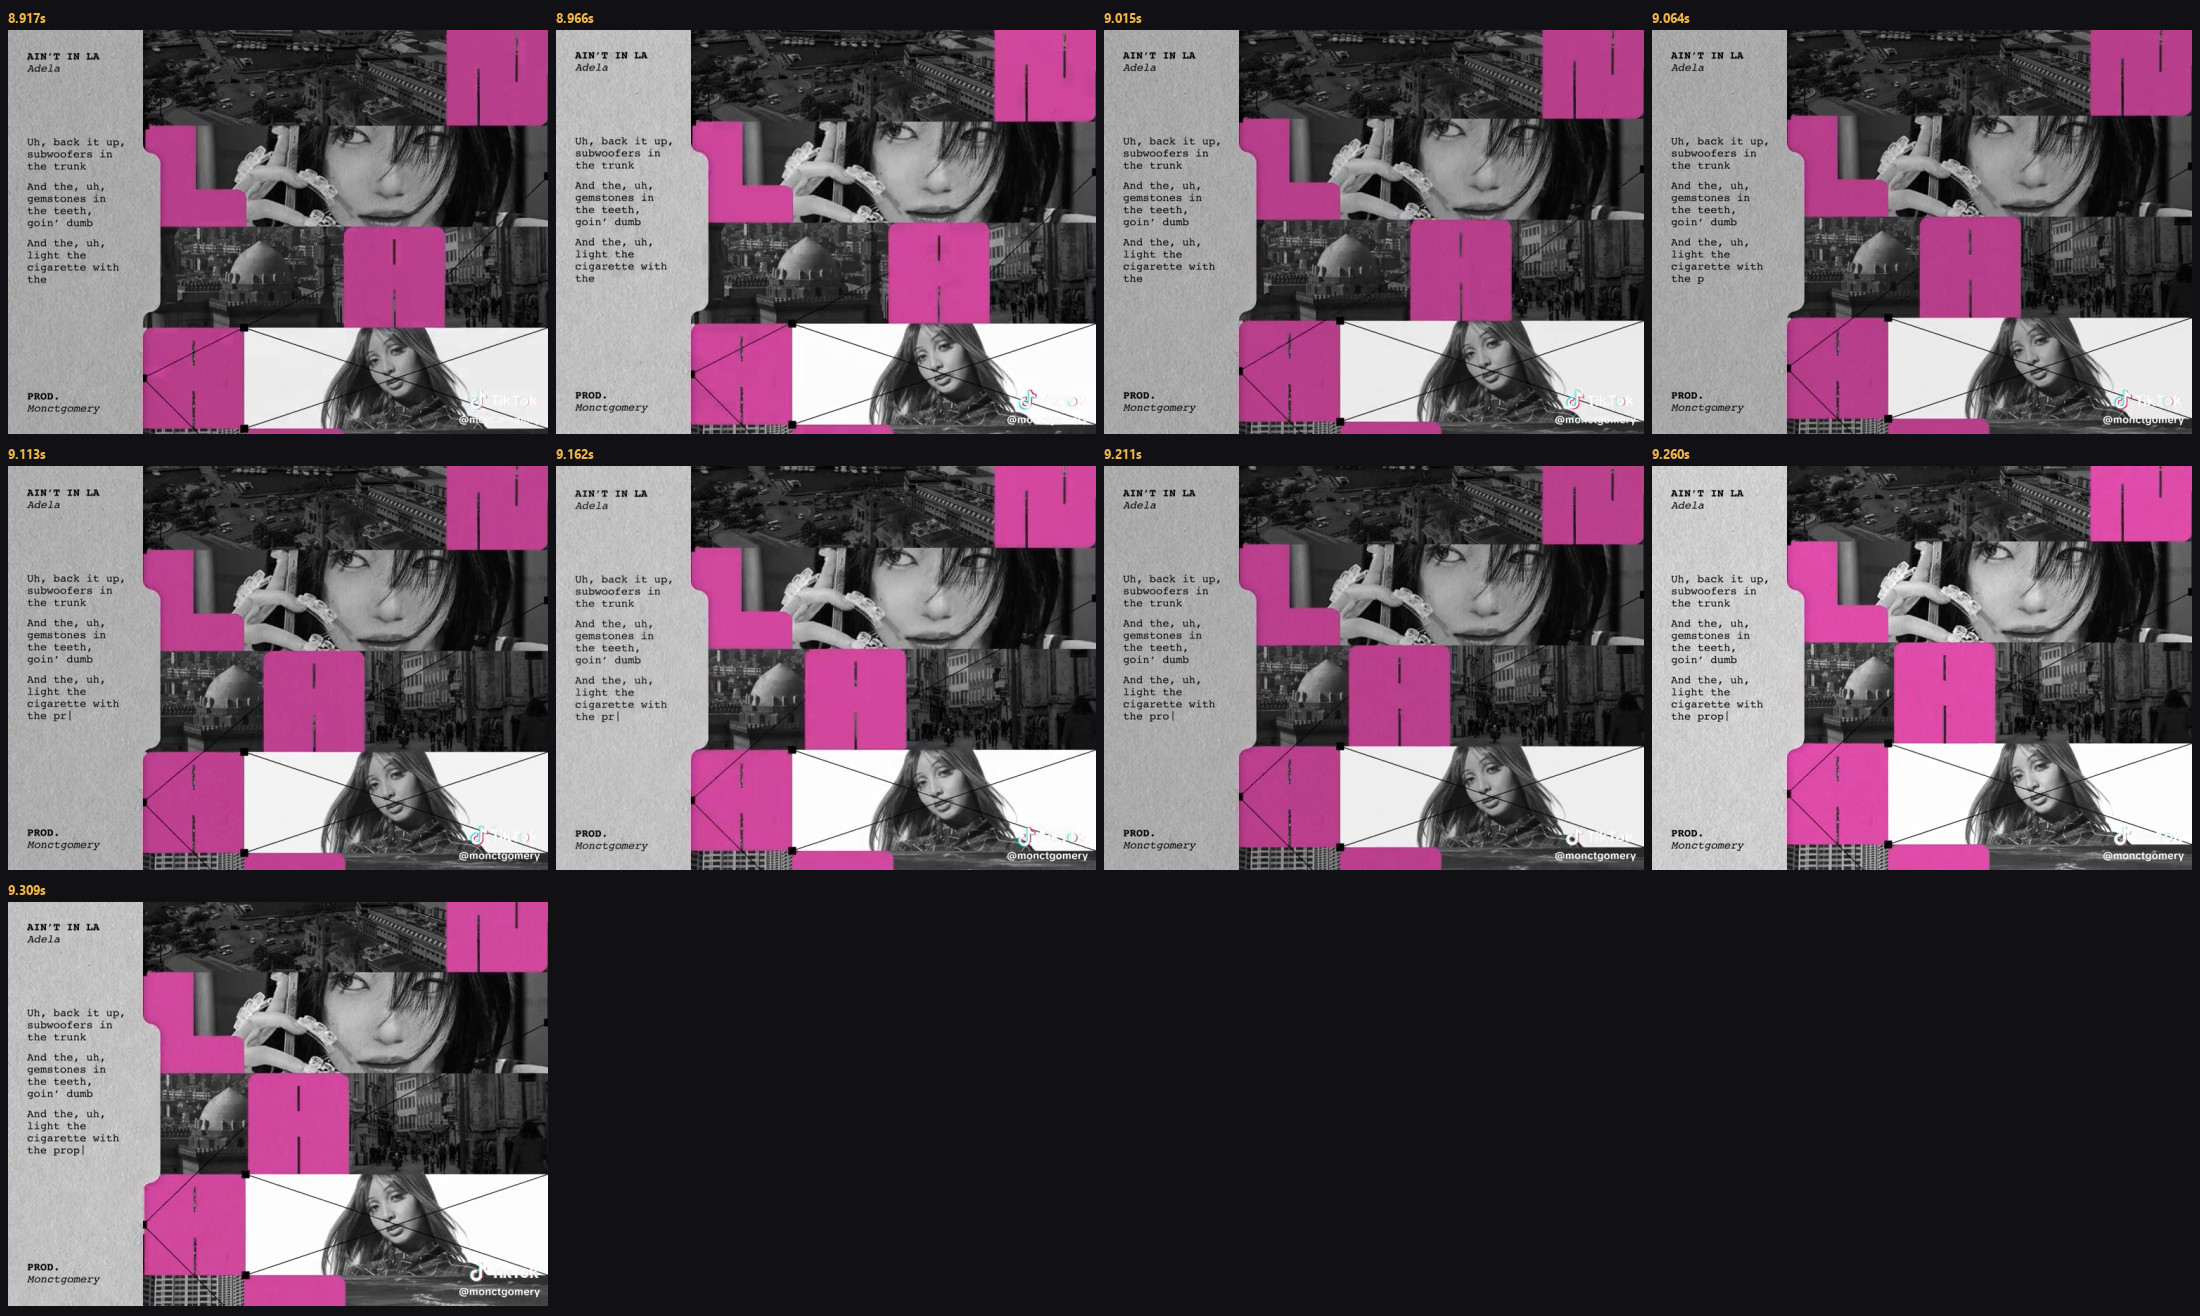 8.917s
AIN'T IN LA
Adela
Uh, back it up,
subwoofers in
the trunk
And the, uh,
gemstones in
the teeth,
goin' dumb
And the, uh,
light the
cigarette with
the
PROD.
Monctgomery
TikTok
@monctgomery
8.966s
AIN'T IN LA
Adela
Uh, back it up,
subwoofers in
the trunk
And the, uh,
gemstones in
the teeth,
goin' dumb
And the, uh,
light the
cigarette with
the
PROD.
Monctgomery
TikTok
@monctgomery
9.015s
AIN'T IN LA
Adela
Uh, back it up,
subwoofers in
the trunk
And the, uh,
gemstones in
the teeth,
goin' dumb
And the, uh,
light the
cigarette with
the
PROD.
Monctgomery
TikTok
@monctgomery
9.064s
AIN'T IN LA
Adela
Uh, back it up,
subwoofers in
the trunk
And the, uh,
gemstones in
the teeth,
goin' dumb
And the, uh,
light the
cigarette with
the p
PROD.
Monctgomery
TikTok
@monctgomery
9.113s
AIN'T IN LA
Adela
Uh, back it up,
subwoofers in
the trunk
And the, uh,
gemstones in
the teeth,
goin' dumb
And the, uh,
light the
cigarette with
the pr|
PROD.
Monctgomery
TikTok
@monctgomery
9.162s
AIN'T IN LA
Adela
Uh, back it up,
subwoofers in
the trunk
And the, uh,
gemstones in
the teeth,
goin' dumb
And the, uh,
light the
cigarette with
the pr|
PROD.
Monctgomery
TikTok
@monctgomery
9.211s
AIN'T IN LA
Adela
Uh, back it up,
subwoofers in
the trunk
And the, uh,
gemstones in
the teeth,
goin' dumb
And the, uh,
light the
cigarette with
the pro|
PROD.
Monctgomery
TikTok
@monctgomery
9.260s
AIN'T IN LA
Adela
Uh, back it up,
subwoofers in
the trunk
And the, uh,
gemstones in
the teeth,
goin' dumb
And the, uh,
light the
cigarette with
the prop|
PROD.
Monctgomery
@monctgomery
9.309s
AIN'T IN LA
Adela
Uh, back it up,
subwoofers in
the trunk
And the, uh,
gemstones in
the teeth,
goin' dumb
And the, uh,
light the
cigarette with
the prop|
PROD.
Monctgomery
TikTok
@monctgomery